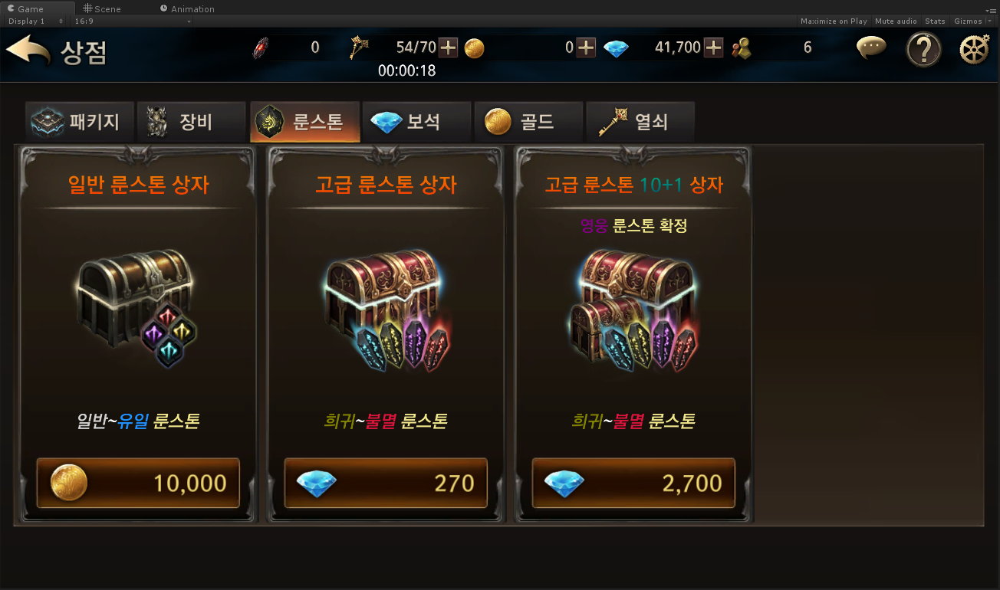 Game
Scene
Animation
Display 1
16:9
Maximize on Play
Mute audio
Stats
Gizmos
상점
0
54/70
0
41,700
6
00:00:18
패키지
장비
룬스톤
보석
골드
열쇠
일반 룬스톤 상자
고급 룬스톤 상자
고급 룬스톤 10+1 상자
영웅 룬스톤 확정
일반~유일 룬스톤
희귀~불멸 룬스톤
희귀~불멸 룬스톤
10,000
270
2,700